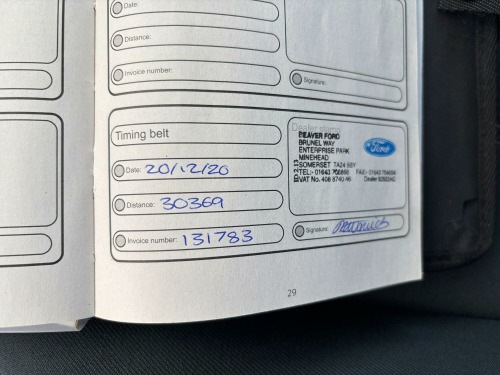 Date:
Distance:
Invoice number:
Signature:
Timing belt
Date: 20/12/20
Distance: 30369
Invoice number: 131783
Dealer
BEAVER FORD
BRUNEL WAY
ENTERPRISE PARK
MINEHEAD
SOMERSET TA24 5BY
Ford
Signature:
29